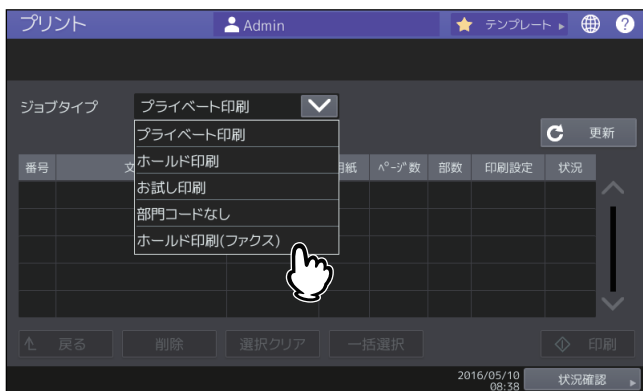 プリント Admin テンプレート ?
ジョブタイプ プライベート印刷
プライベート印刷
ホールド印刷
お試し印刷
部門コードなし
ホールド印刷(ファクス)
更新
番号 文 用紙 ﾍﾟｰｼﾞ数 部数 印刷設定 状況
戻る 削除 選択クリア 一括選択 印刷
2016/05/10
08:38
状況確認